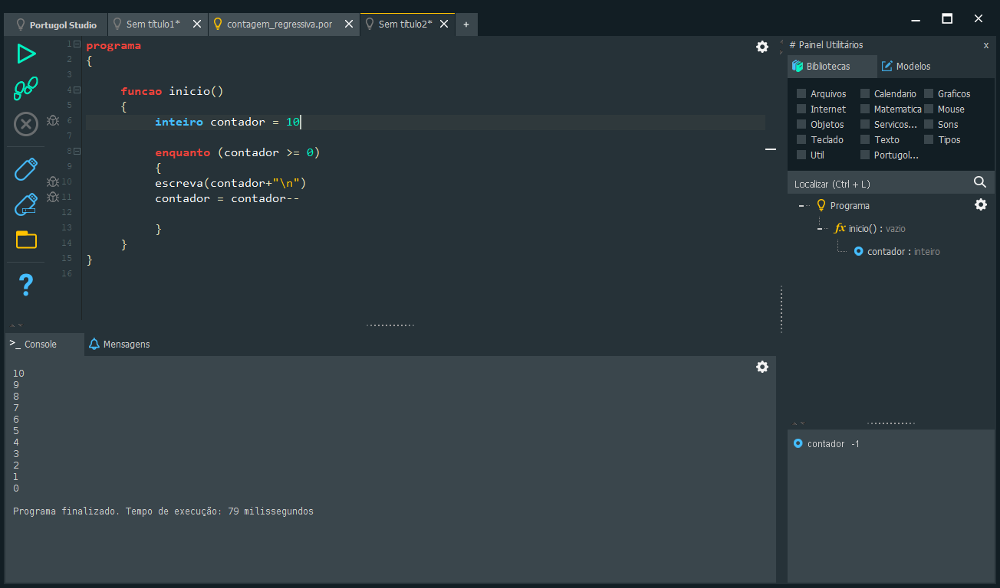 Portugol Studio
Sem título1*
contagem_regressiva.por
Sem título2*
+
1 programa
2 {
3
4 funcao inicio()
5 {
6 inteiro contador = 10
7
8 enquanto (contador >= 0)
9 {
10 escreva(contador+"\n")
11 contador = contador--
12
13 }
14 }
15 }
16
>_ Console
Mensagens
10
9
8
7
6
5
4
3
2
1
0
Programa finalizado. Tempo de execução: 79 milissegundos
# Painel Utilitários x
Bibliotecas Modelos
Arquivos Calendario Graficos
Internet Matematica Mouse
Objetos Servicos... Sons
Teclado Texto Tipos
Util Portugol...
Localizar (Ctrl + L)
Programa
fx inicio() : vazio
contador : inteiro
contador -1